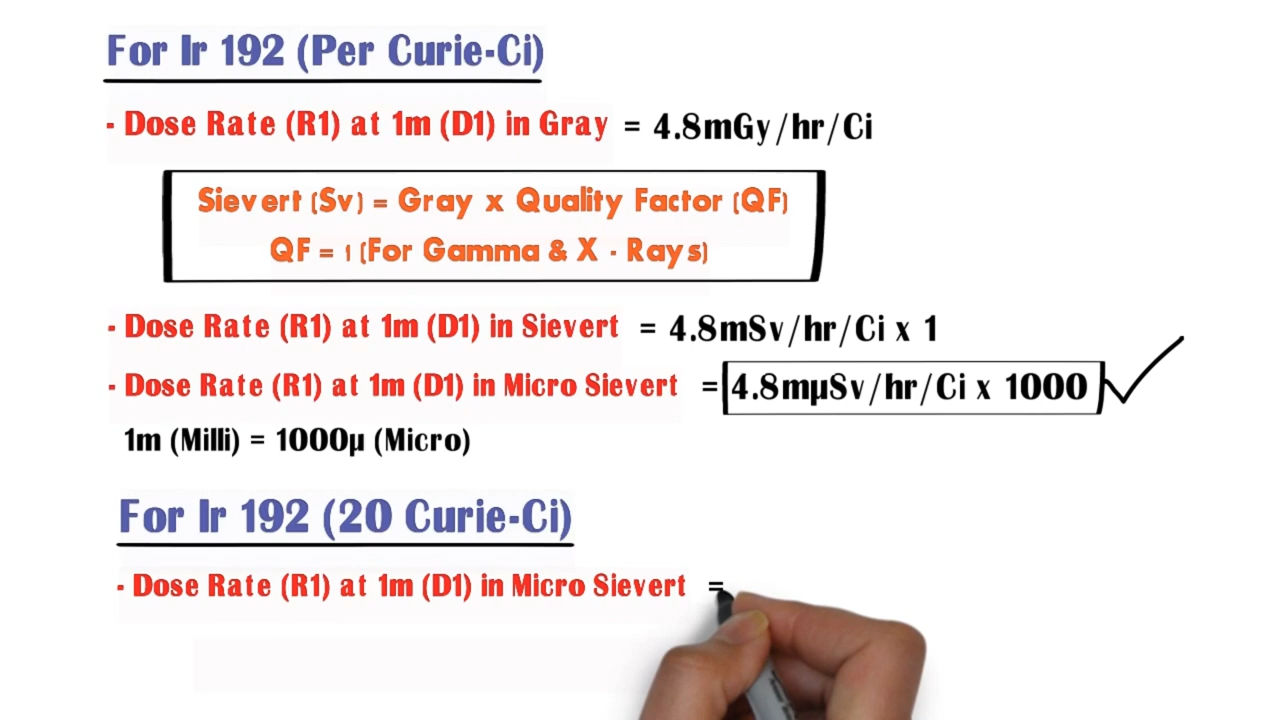 For Ir 192 (Per Curie-Ci)
- Dose Rate (R1) at 1m (D1) in Gray = 4.8mGy/hr/Ci
Sievert (Sv) = Gray x Quality Factor (QF)
QF = 1 (For Gamma & X - Rays)
- Dose Rate (R1) at 1m (D1) in Sievert = 4.8mSv/hr/Ci x 1
- Dose Rate (R1) at 1m (D1) in Micro Sievert = 4.8mµSv/hr/Ci x 1000
1m (Milli) = 1000µ (Micro)
For Ir 192 (20 Curie-Ci)
- Dose Rate (R1) at 1m (D1) in Micro Sievert =